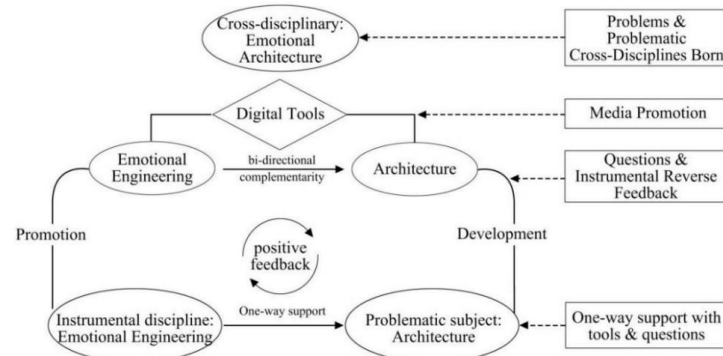 Cross-disciplinary:
Emotional
Architecture
Problems &
Problematic
Cross-Disciplines Born
Digital Tools
Media Promotion
Emotional
Engineering
bi-directional
complementarity
Architecture
Questions &
Instrumental Reverse
Feedback
Promotion
positive
feedback
Development
Instrumental discipline:
Emotional Engineering
One-way support
Problematic subject:
Architecture
One-way support with
tools & questions